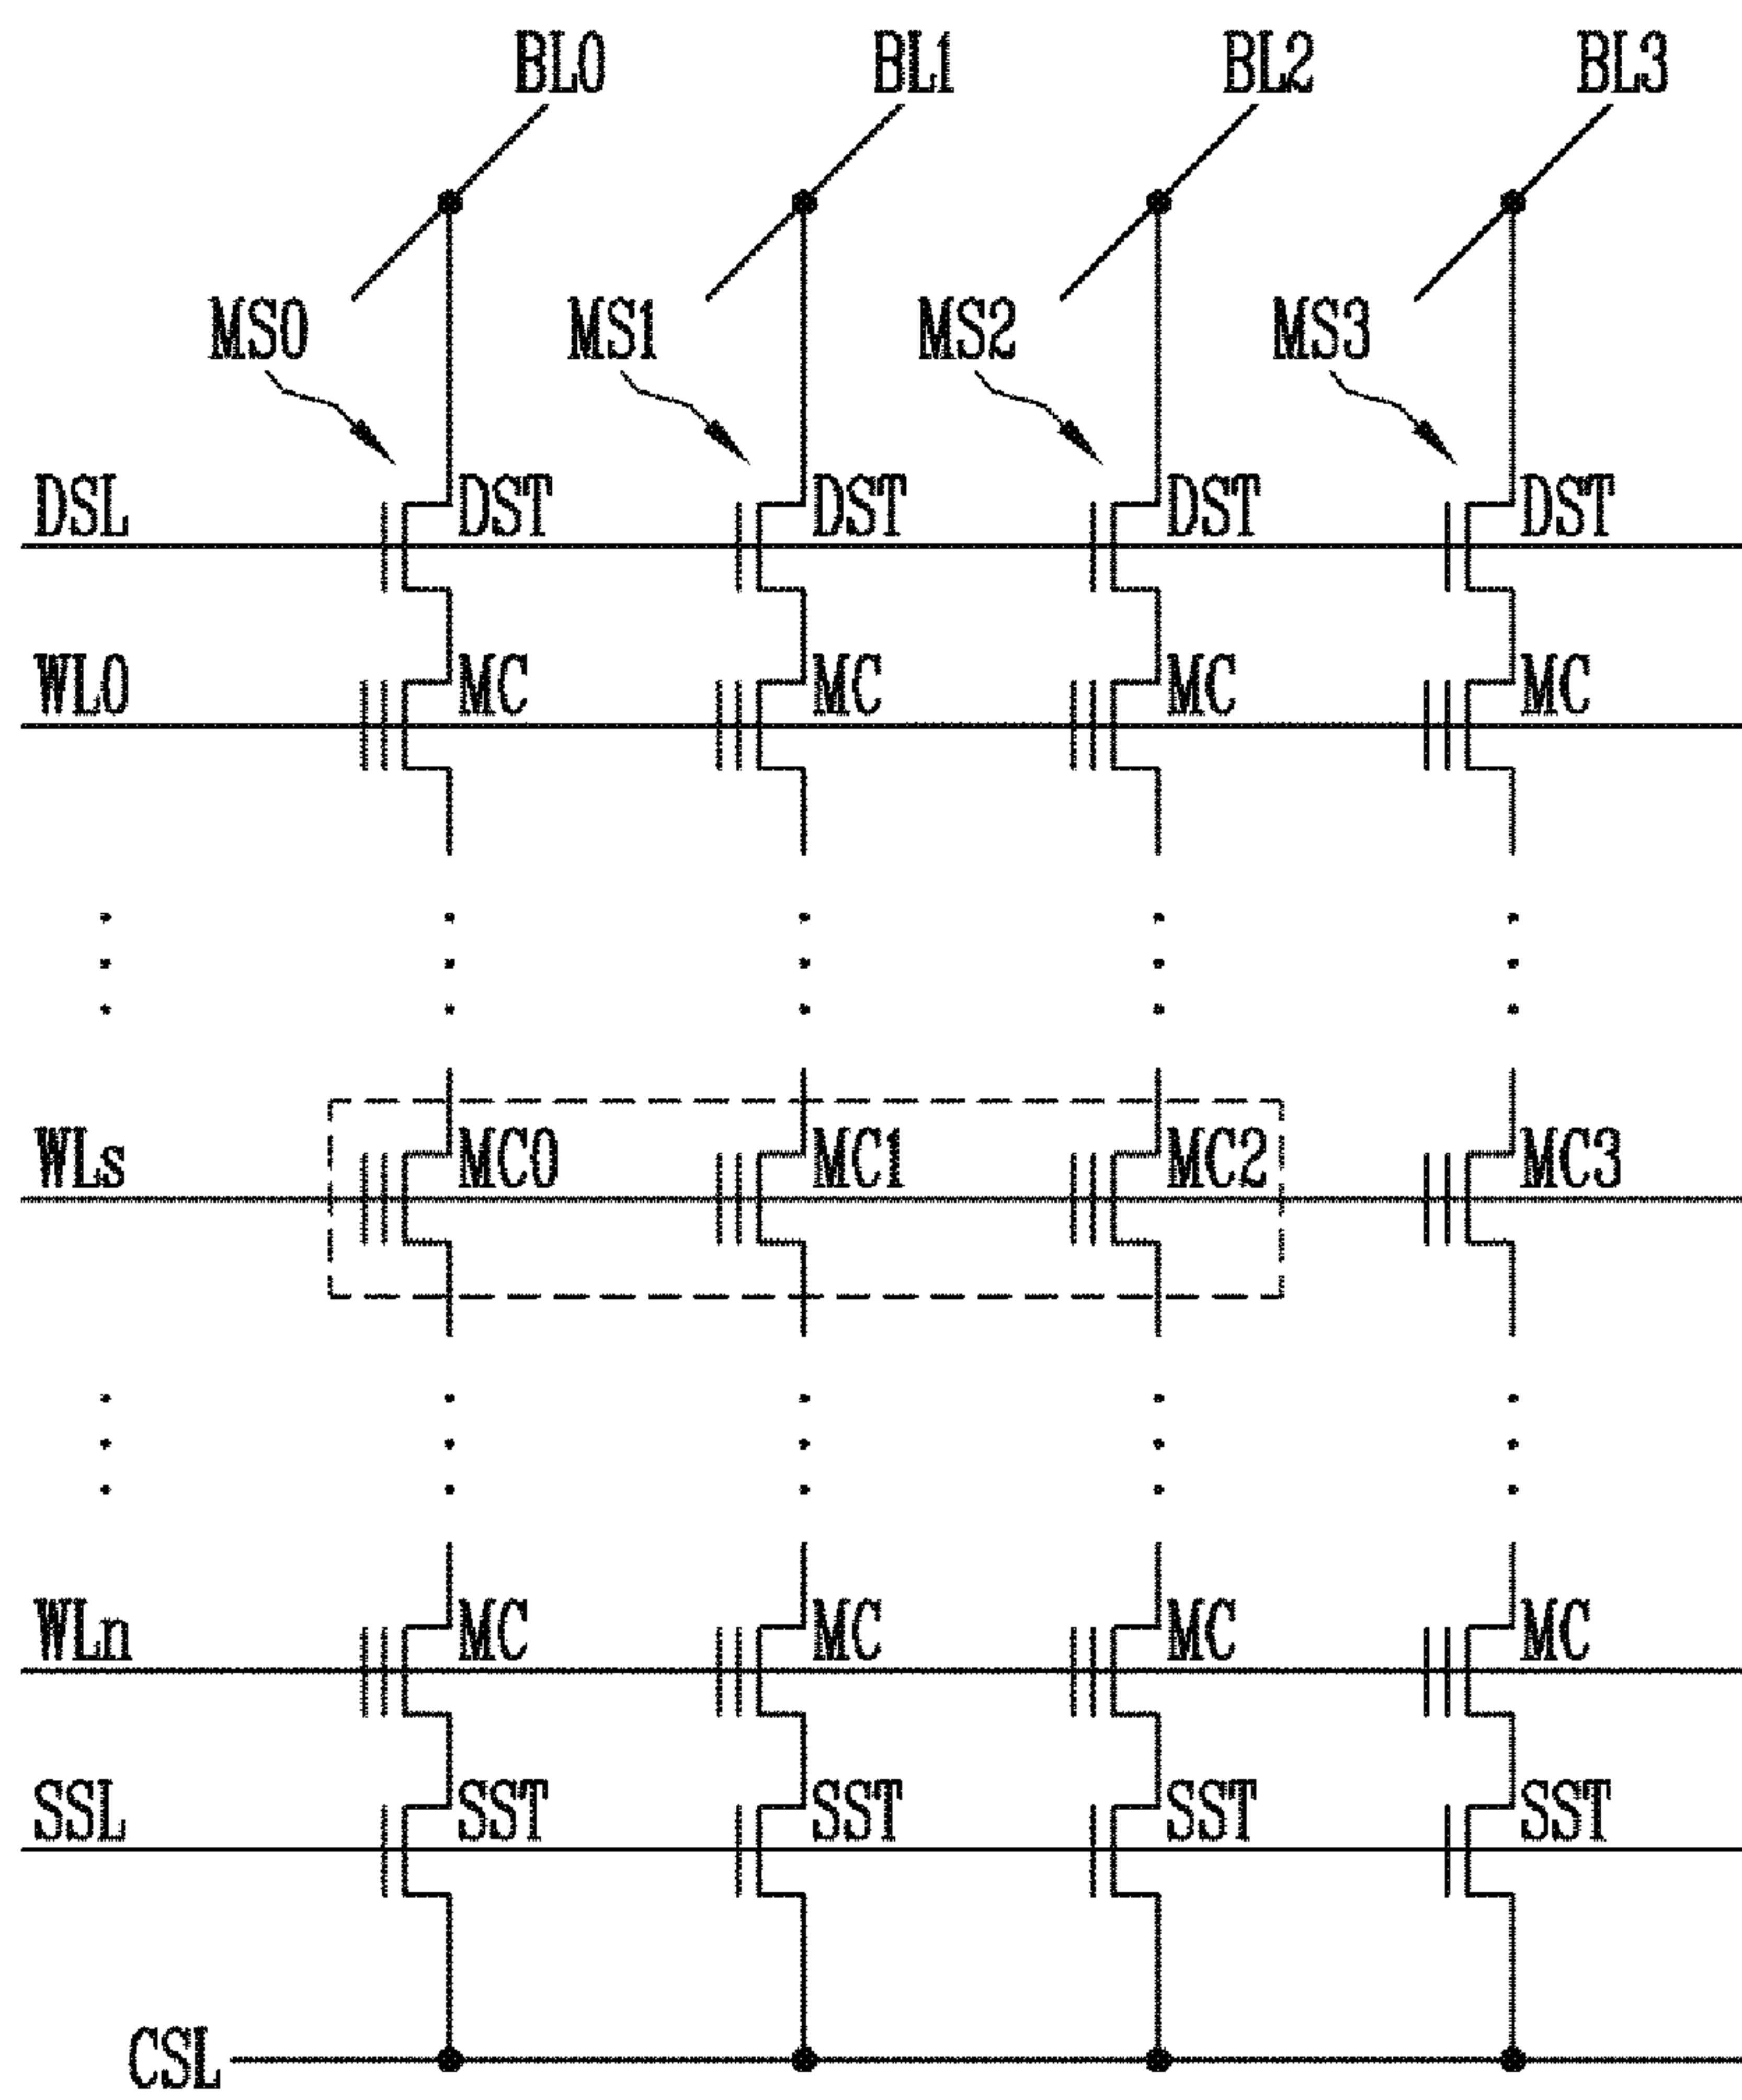 BL0 BL1 BL2 BL3
MS0 MS1 MS2 MS3
DSL DST DST DST DST
WL0 MC MC MC MC
WLs MC0 MC1 MC2 MC3
WLn MC MC MC MC
SSL SST SST SST SST
CSL